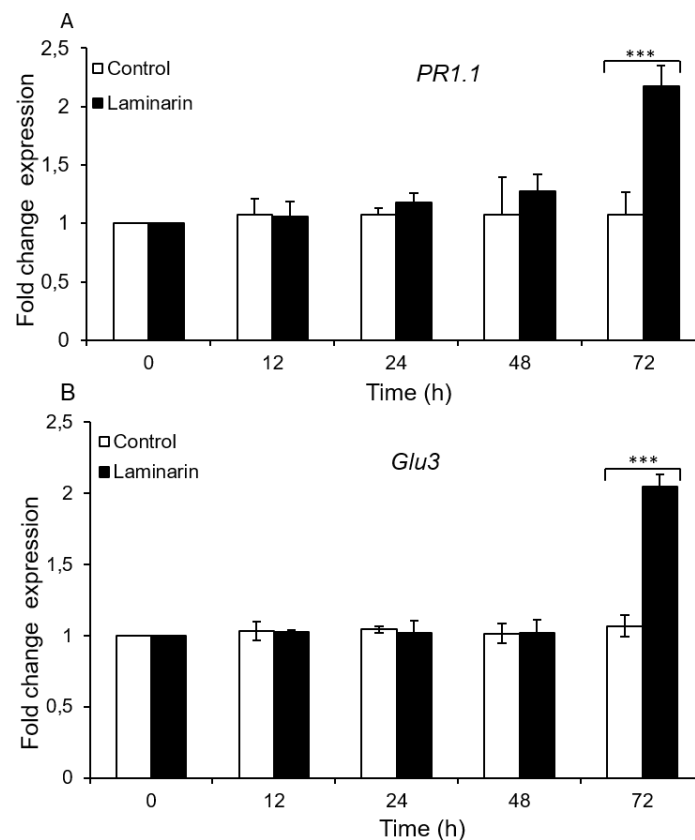 A
2,5
Control
Laminarin
PR1.1
***
2
1,5
1
0,5
0
Fold change expression
0 12 24 48 72
Time (h)
B
2,5
Control
Laminarin
Glu3
***
2
1,5
1
0,5
0
Fold change expression
0 12 24 48 72
Time (h)